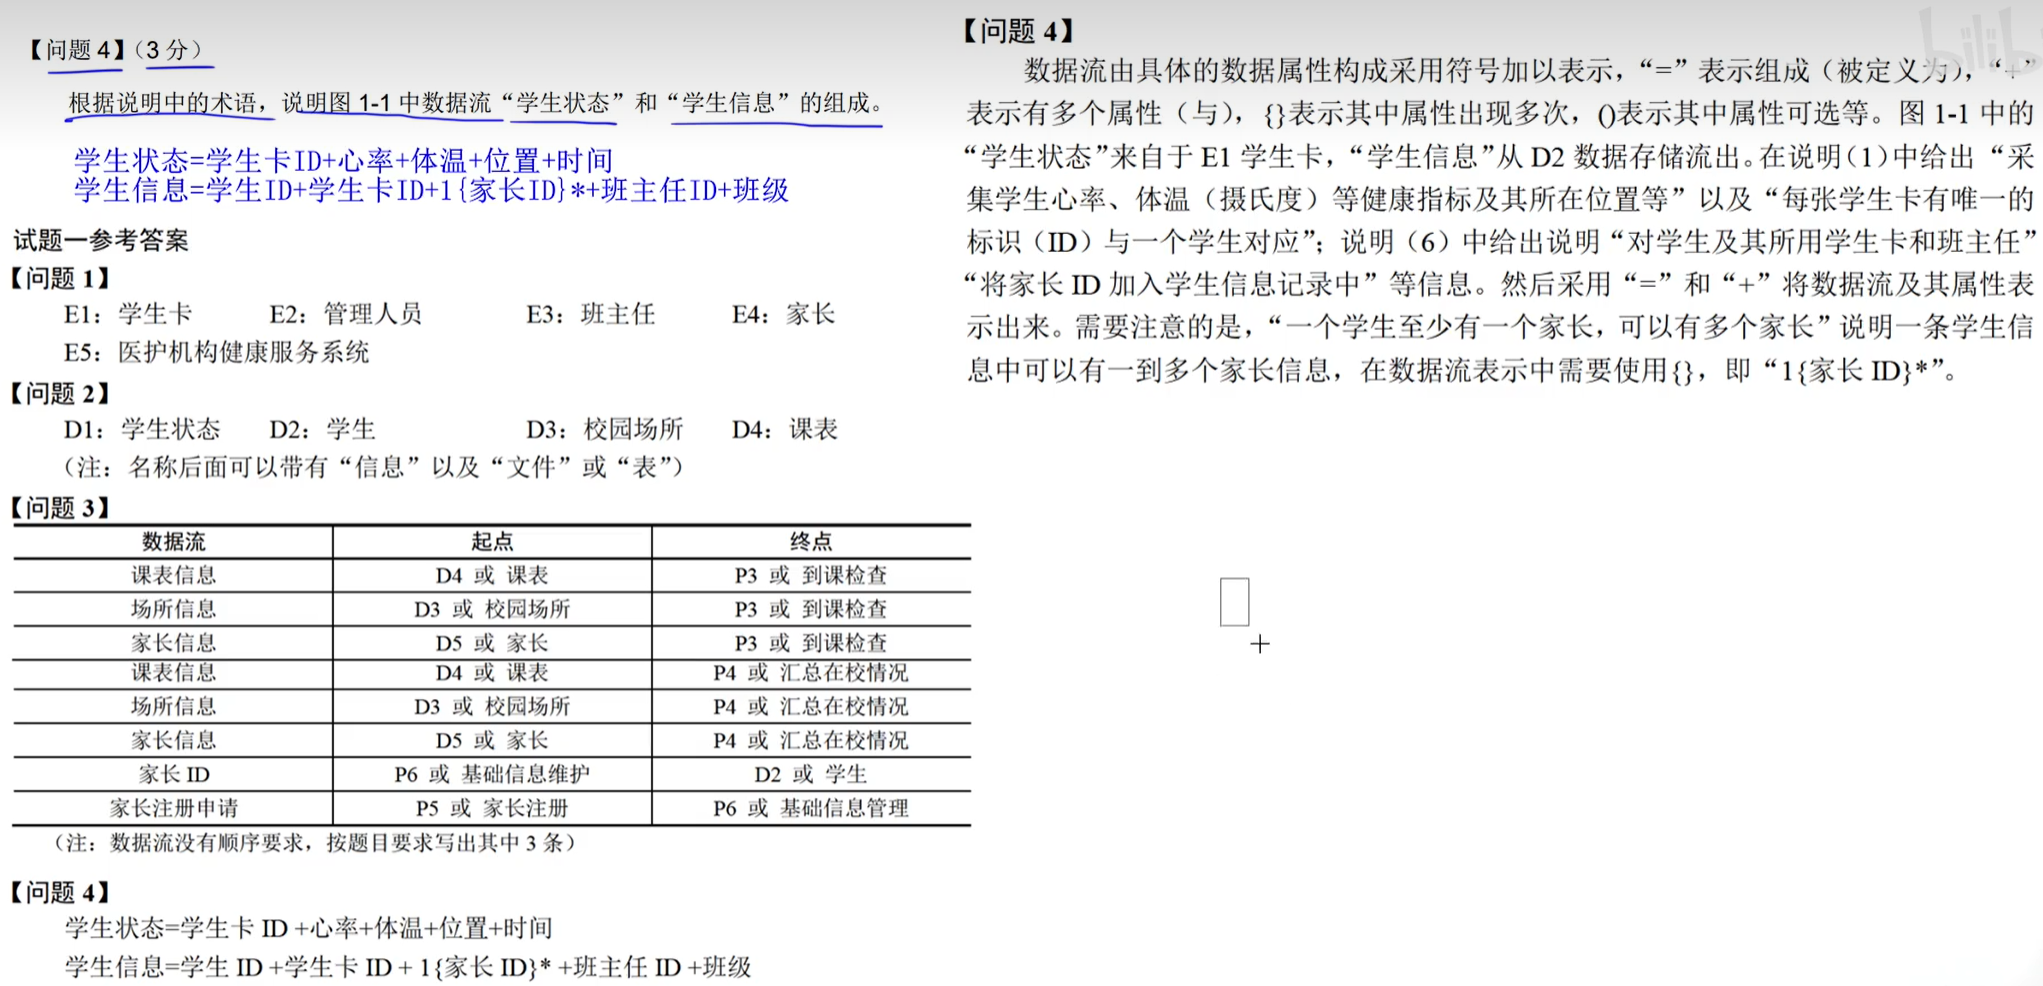 【问题 4】（3 分）
根据说明中的术语，说明图 1-1 中数据流“学生状态”和“学生信息”的组成。
学生状态=学生卡ID+心率+体温+位置+时间
学生信息=学生ID+学生卡ID+1{家长ID}*+班主任ID+班级
试题一参考答案
【问题 1】
E1：学生卡 E2：管理人员 E3：班主任 E4：家长
E5：医护机构健康服务系统
【问题 2】
D1：学生状态 D2：学生 D3：校园场所 D4：课表
（注：名称后面可以带有“信息”以及“文件”或“表”）
【问题 3】
数据流 起点 终点
课表信息 D4 或 课表 P3 或 到课检查
场所信息 D3 或 校园场所 P3 或 到课检查
家长信息 D5 或 家长 P3 或 到课检查
课表信息 D4 或 课表 P4 或 汇总在校情况
场所信息 D3 或 校园场所 P4 或 汇总在校情况
家长信息 D5 或 家长 P4 或 汇总在校情况
家长 ID P6 或 基础信息维护 D2 或 学生
家长注册申请 P5 或 家长注册 P6 或 基础信息管理
（注：数据流没有顺序要求，按题目要求写出其中 3 条）
【问题 4】
学生状态=学生卡 ID +心率+体温+位置+时间
学生信息=学生 ID +学生卡 ID + 1{家长 ID}* +班主任 ID +班级
【问题 4】
数据流由具体的数据属性构成采用符号加以表示，“=”表示组成（被定义为），“+”
表示有多个属性（与），{}表示其中属性出现多次，()表示其中属性可选等。图 1-1 中的
“学生状态”来自于 E1 学生卡，“学生信息”从 D2 数据存储流出。在说明（1）中给出“采
集学生心率、体温（摄氏度）等健康指标及其所在位置等”以及“每张学生卡有唯一的
标识（ID）与一个学生对应”；说明（6）中给出说明“对学生及其所用学生卡和班主任”
“将家长 ID 加入学生信息记录中”等信息。然后采用“=”和“+”将数据流及其属性表
示出来。需要注意的是，“一个学生至少有一个家长，可以有多个家长”说明一条学生信
息中可以有一到多个家长信息，在数据流表示中需要使用{}，即“1{家长 ID}*”。
bilibili